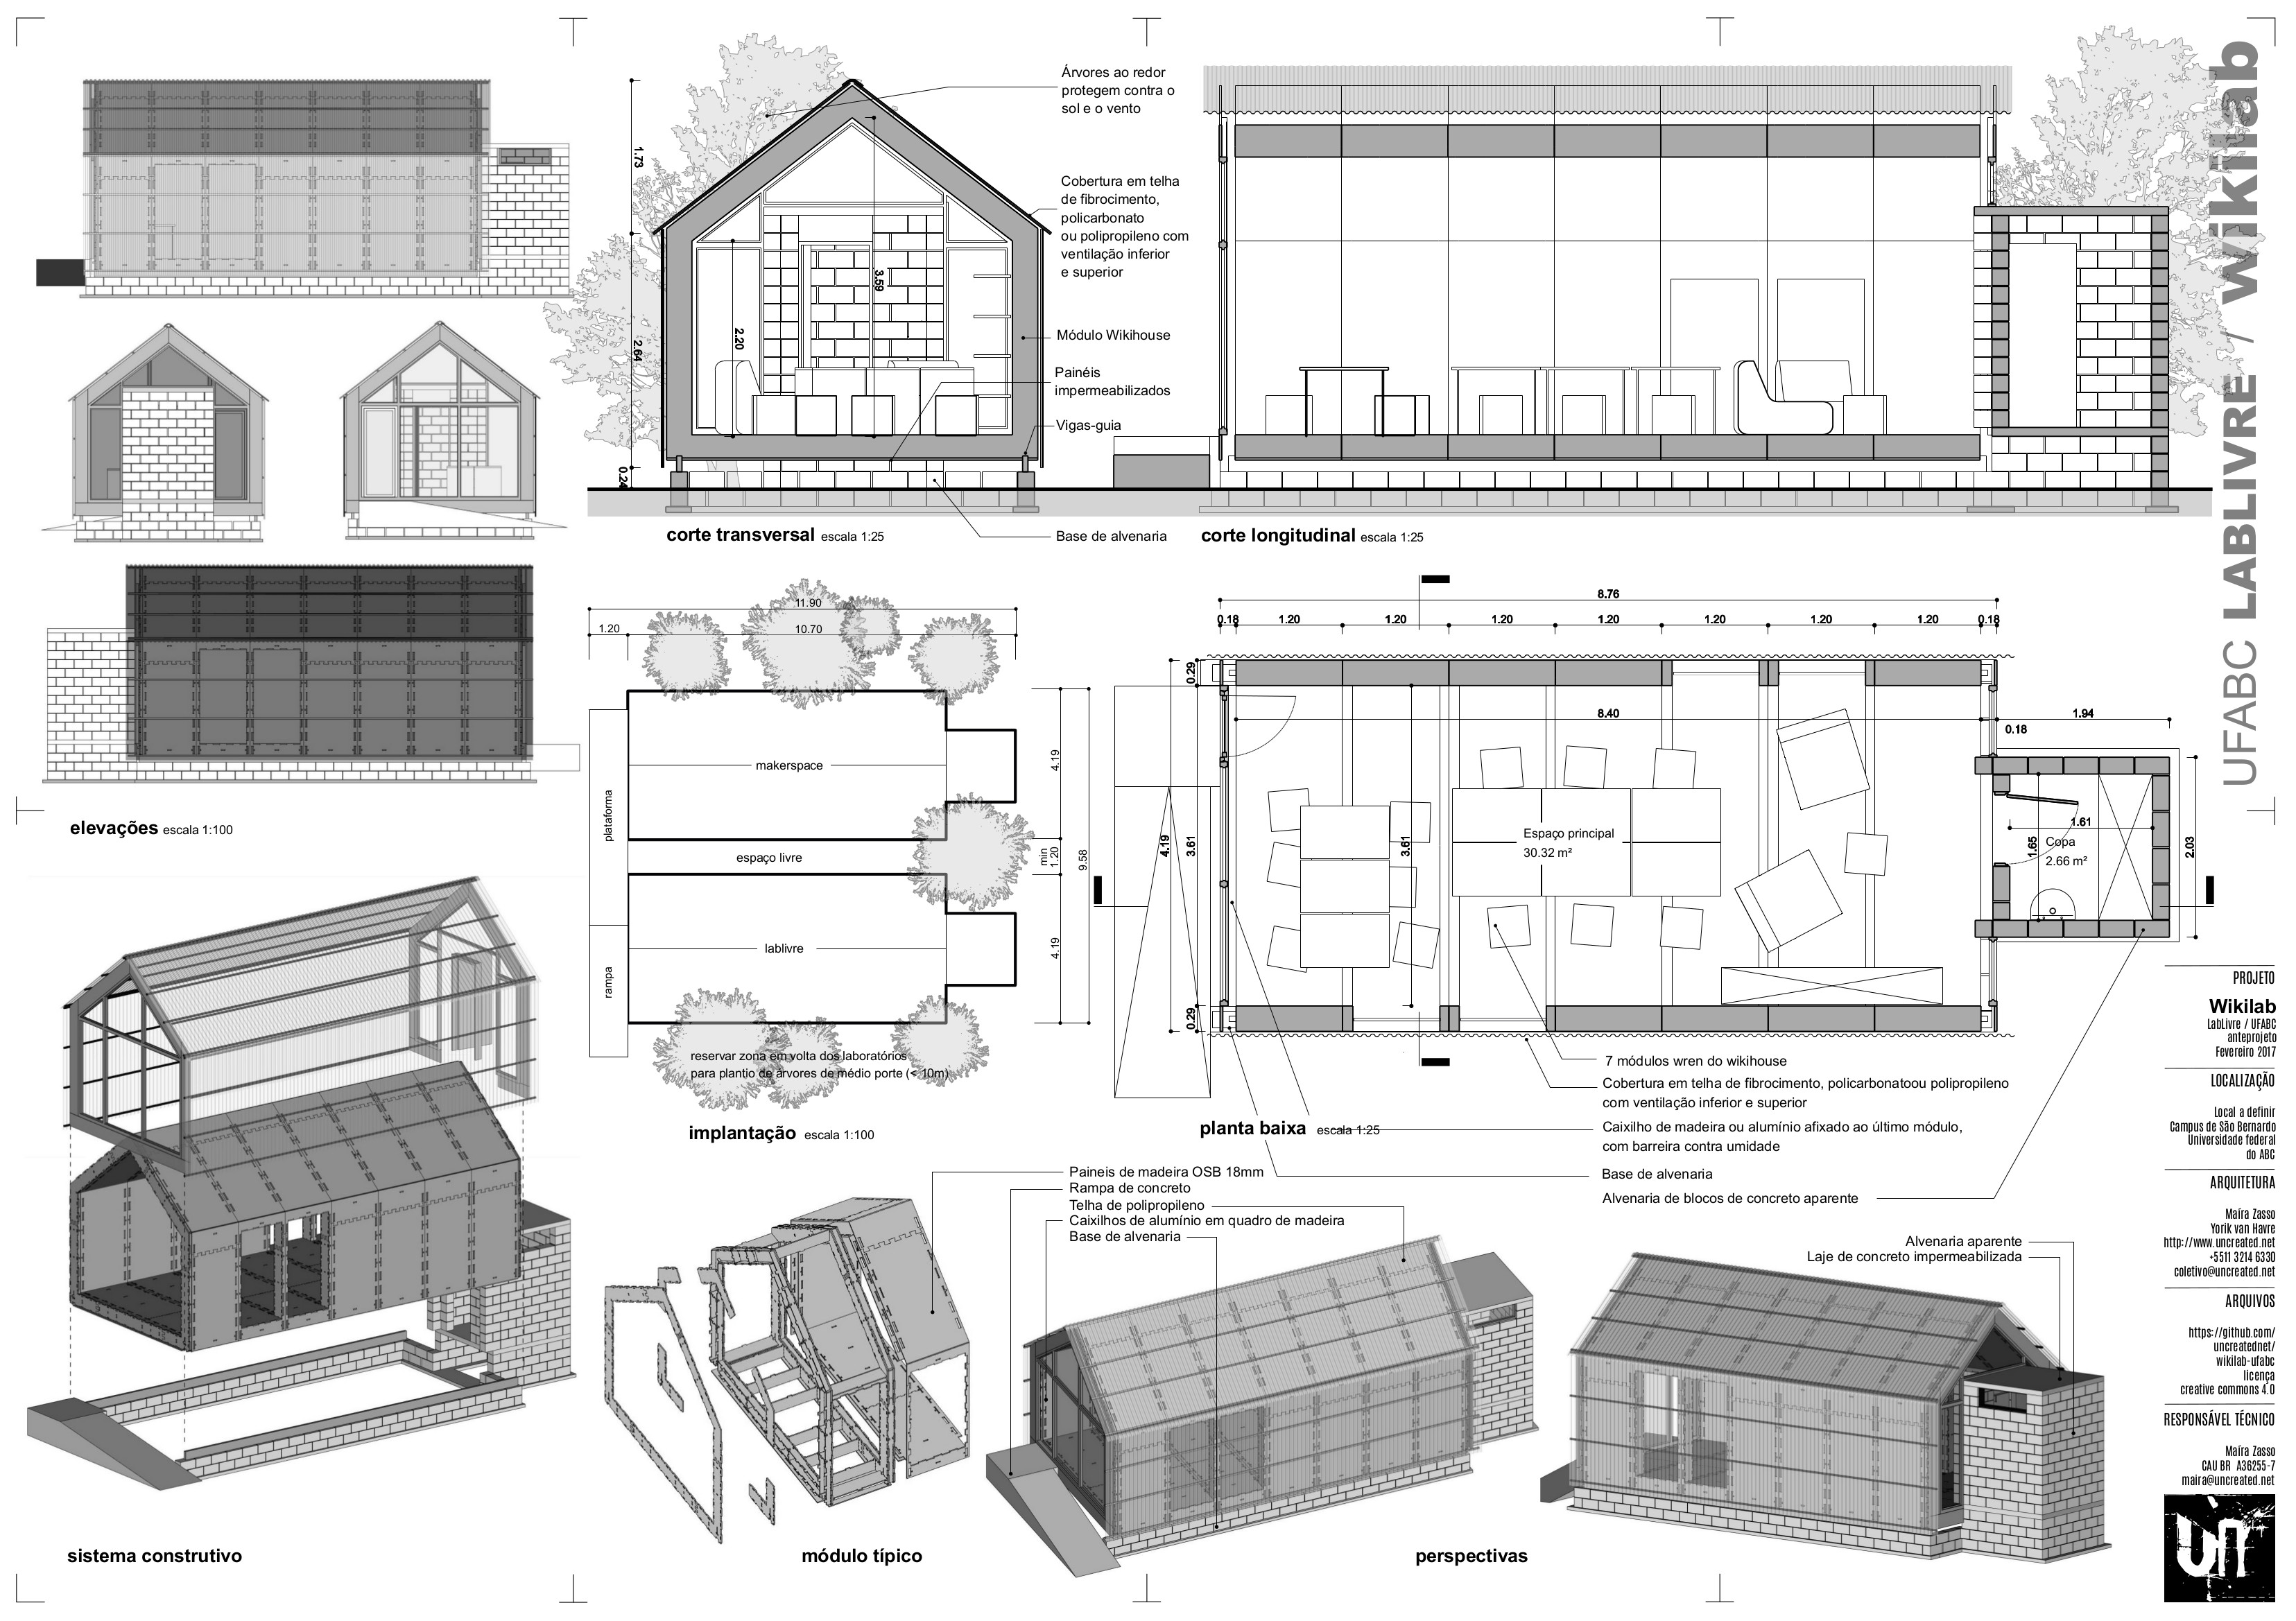 Árvores ao redor
protegem contra o
sol e o vento
Cobertura em telha
de fibrocimento,
policarbonato
ou polipropileno com
ventilação inferior
e superior
Módulo Wikihouse
Painéis
impermeabilizados
Vigas-guia
Base de alvenaria
1.73
2.64
0.24
2.20
3.59
corte transversal escala 1:25
corte longitudinal escala 1:25
UFABC LABLIVRE / wikilab
elevações escala 1:100
11.90
1.20
10.70
makerspace
espaço livre
lablivre
plataforma
rampa
4.19
min
1.20
4.19
9.58
reservar zona em volta dos laboratórios
para plantio de árvores de médio porte (< 10m)
implantação escala 1:100
8.76
0.18
1.20
1.20
1.20
1.20
1.20
1.20
1.20
0.18
0.29
8.40
1.94
0.18
4.19
3.61
3.61
Espaço principal
30.32 m²
1.61
1.65
Copa
2.66 m²
2.03
0.29
7 módulos wren do wikihouse
Cobertura em telha de fibrocimento, policarbonatoou polipropileno
com ventilação inferior e superior
planta baixa escala 1:25
Caixilho de madeira ou alumínio afixado ao último módulo,
com barreira contra umidade
Base de alvenaria
Alvenaria de blocos de concreto aparente
Paineis de madeira OSB 18mm
Rampa de concreto
Telha de polipropileno
Caixilhos de alumínio em quadro de madeira
Base de alvenaria
Alvenaria aparente
Laje de concreto impermeabilizada
sistema construtivo
módulo típico
perspectivas
PROJETO
Wikilab
LabLivre / UFABC
anteprojeto
Fevereiro 2017
LOCALIZAÇÃO
Local a definir
Campus de São Bernardo
Universidade federal
do ABC
ARQUITETURA
Maíra Zasso
Yorik van Havre
http://www.uncreated.net
+5511 3214 6330
coletivo@uncreated.net
ARQUIVOS
https://github.com/
uncreatednet/
wikilab-ufabc
licença
creative commons 4.0
RESPONSÁVEL TÉCNICO
Maíra Zasso
CAU BR A36255-7
maira@uncreated.net